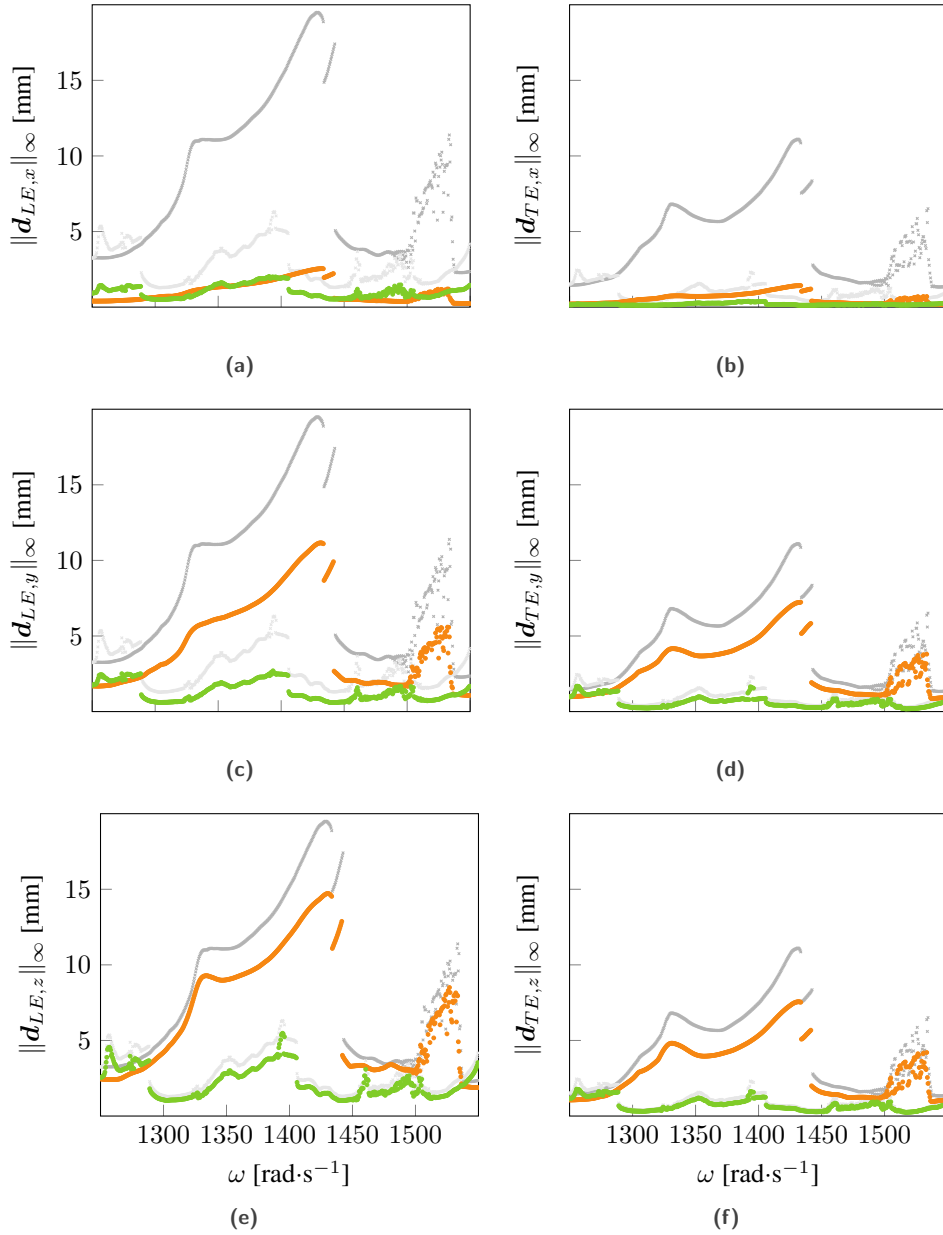 15
10
5
||d_{LE,x}||_∞ [mm]
||d_{TE,x}||_∞ [mm]
(a)
(b)
15
10
5
||d_{LE,y}||_∞ [mm]
||d_{TE,y}||_∞ [mm]
(c)
(d)
15
10
5
||d_{LE,z}||_∞ [mm]
||d_{TE,z}||_∞ [mm]
1300 1350 1400 1450 1500
1300 1350 1400 1450 1500
ω [rad·s⁻¹]
ω [rad·s⁻¹]
(e)
(f)